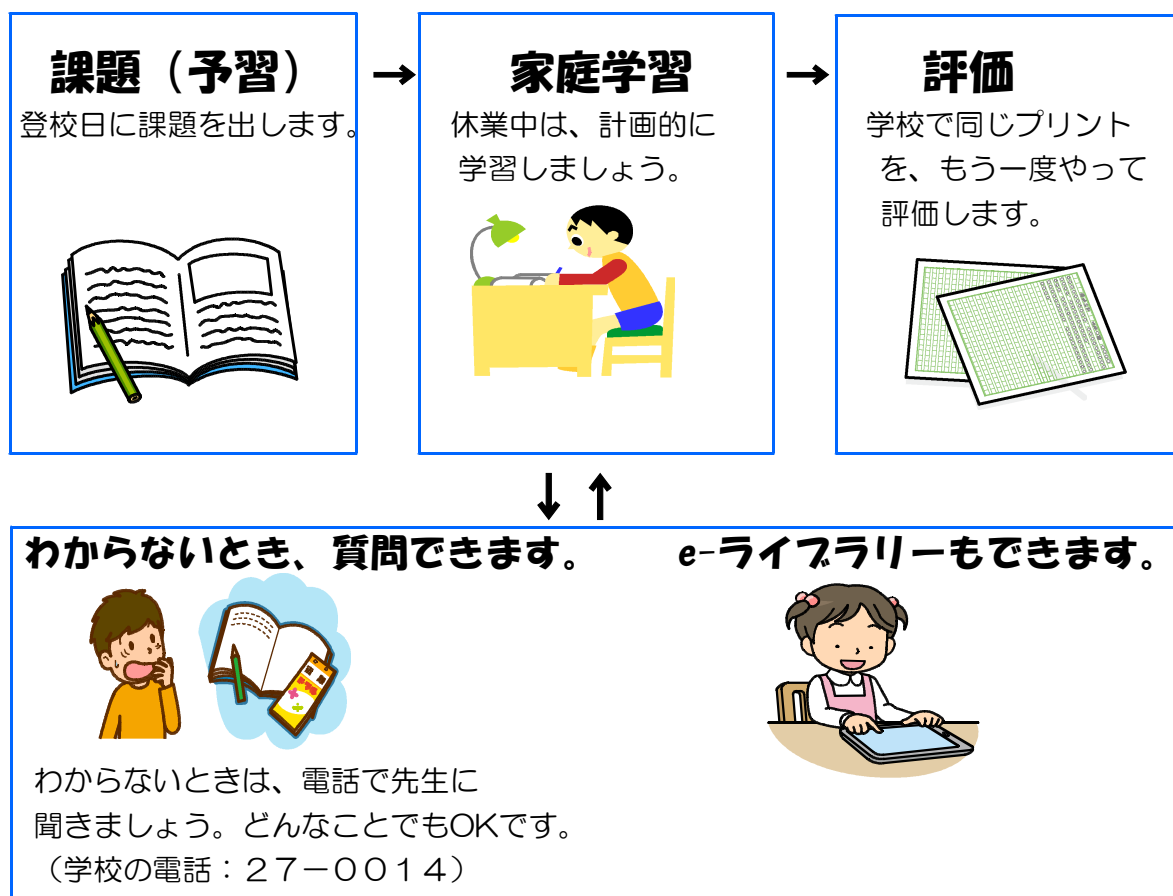 課題（予習）
登校日に課題を出します。
→
家庭学習
休業中は、計画的に
学習しましょう。
→
評価
学校で同じプリント
を、もう一度やって
評価します。
↓↑
わからないとき、質問できます。
わからないときは、電話で先生に
聞きましょう。どんなことでもOKです。
（学校の電話：２７－００１４）
e-ライブラリーもできます。